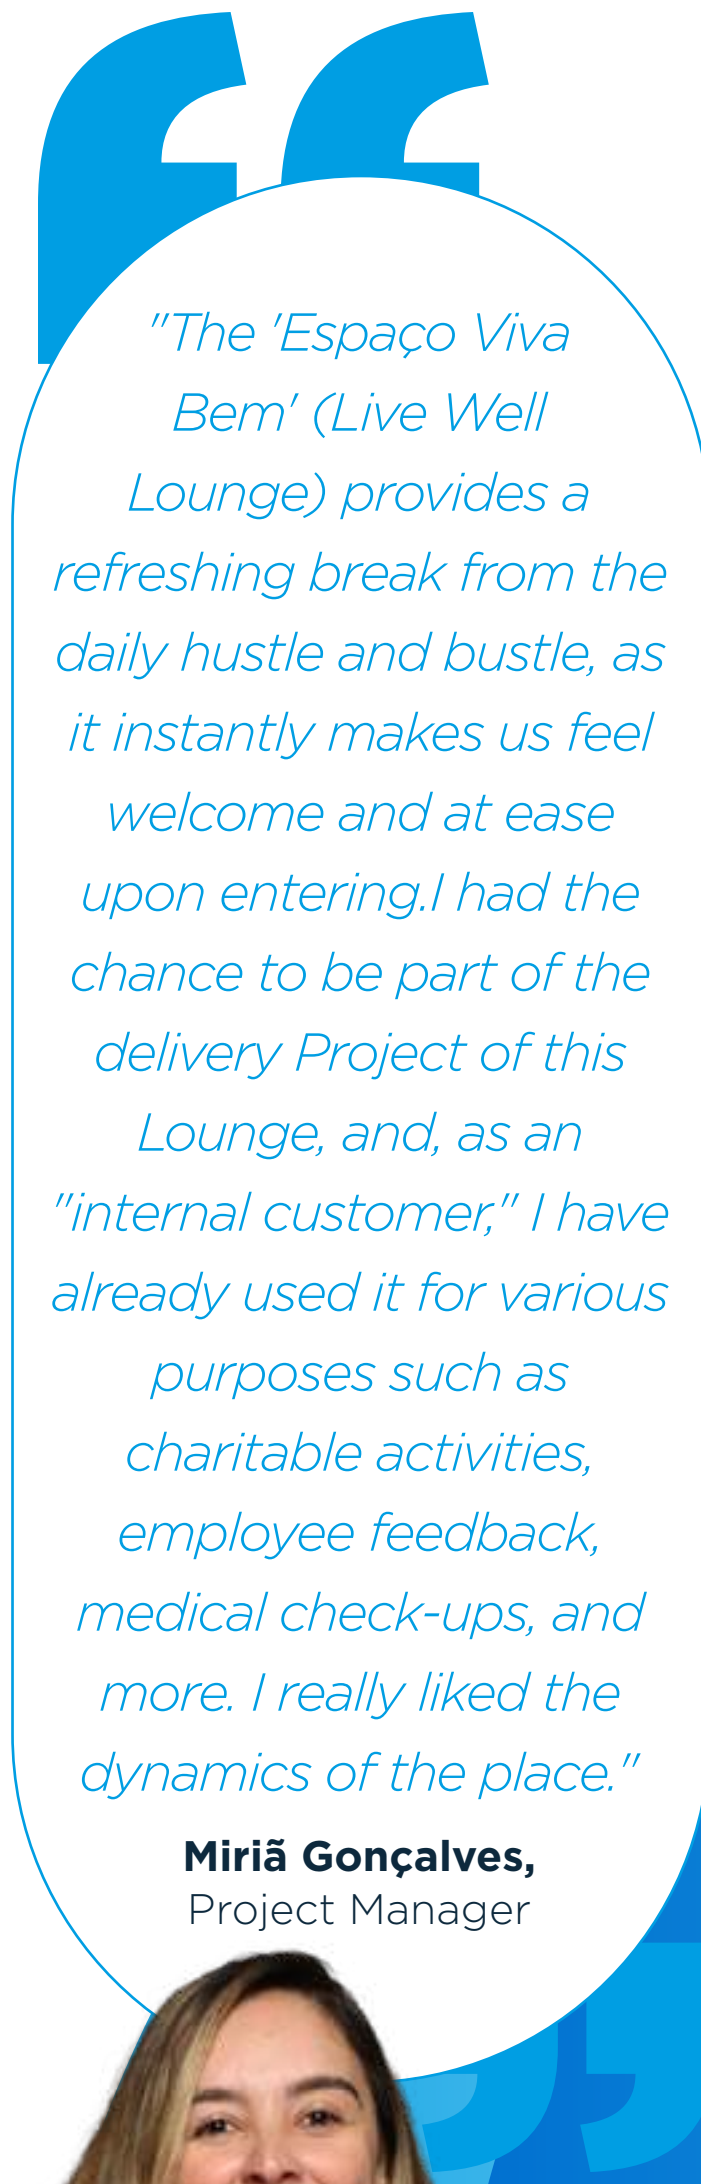 "The 'Espaço Viva
Bem' (Live Well
Lounge) provides a
refreshing break from the
daily hustle and bustle, as
it instantly makes us feel
welcome and at ease
upon entering.I had the
chance to be part of the
delivery Project of this
Lounge, and, as an
"internal customer," I have
already used it for various
purposes such as
charitable activities,
employee feedback,
medical check-ups, and
more. I really liked the
dynamics of the place."
Miriã Gonçalves,
Project Manager